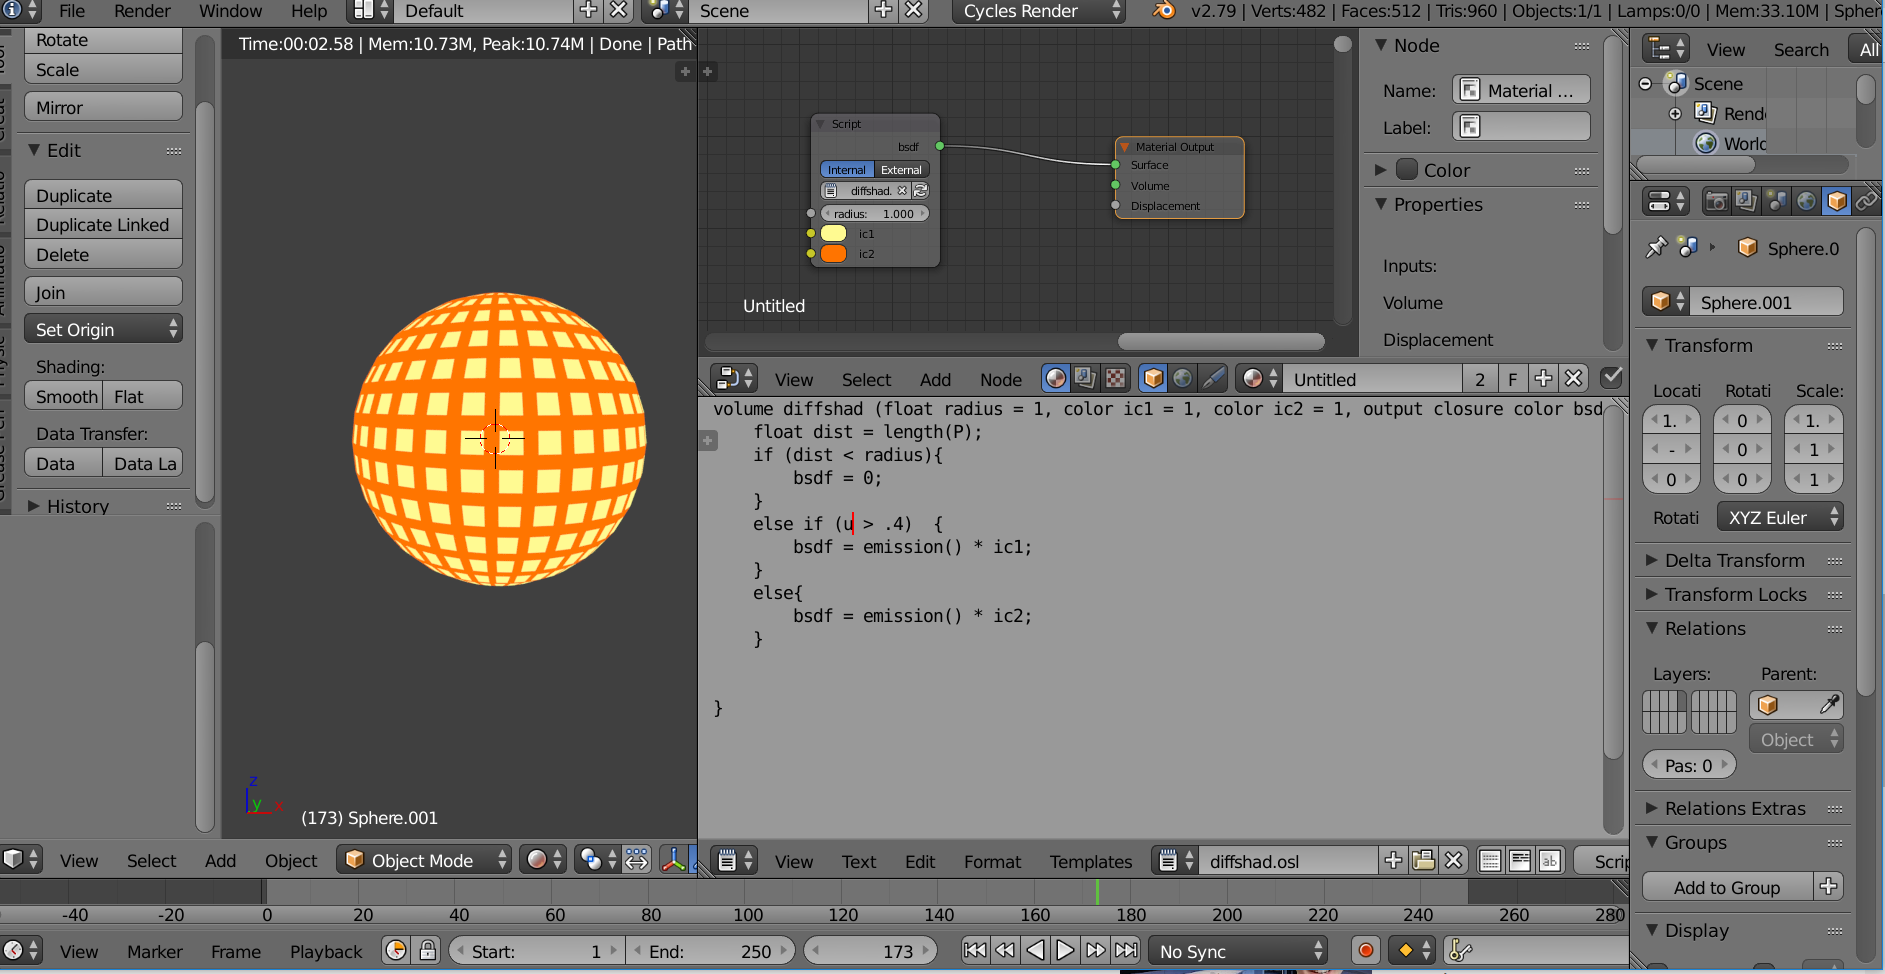 File Render Window Help Default Scene Cycles Render v2.79 | Verts:482 | Faces:512 | Tris:960 | Objects:1/1 | Lamps:0/0 | Mem:33.10M | Spher
Rotate
Scale
Mirror
Edit
Duplicate
Duplicate Linked
Delete
Join
Set Origin
Shading:
Smooth Flat
Data Transfer:
Data Data La
History
Time:00:02.58 | Mem:10.73M, Peak:10.74M | Done | Path
(173) Sphere.001
z
y x
View Select Add Object Object Mode
Script
bsdf
Internal External
diffshad.
radius: 1.000
ic1
ic2
Material Output
Surface
Volume
Displacement
Untitled
Node
Name: Material ...
Label:
Color
Properties
Inputs:
Volume
Displacement
View Select Add Node Untitled 2 F
volume diffshad (float radius = 1, color ic1 = 1, color ic2 = 1, output closure color bsd
float dist = length(P);
if (dist < radius){
bsdf = 0;
}
else if (u > .4)  {
bsdf = emission() * ic1;
}
else{
bsdf = emission() * ic2;
}
}
View Text Edit Format Templates diffshad.osl Scri
View Search All
Scene
Rend
World
Sphere.0
Sphere.001
Transform
Locati Rotati Scale:
1. 0 1.
- 0 1
0 0 1
Rotati XYZ Euler
Delta Transform
Transform Locks
Relations
Layers: Parent:
Object
Pas: 0
Relations Extras
Groups
Add to Group
Display
-40 -20 0 20 40 60 80 100 120 140 160 180 200 220 240 260 280
View Marker Frame Playback Start: 1 End: 250 173 No Sync